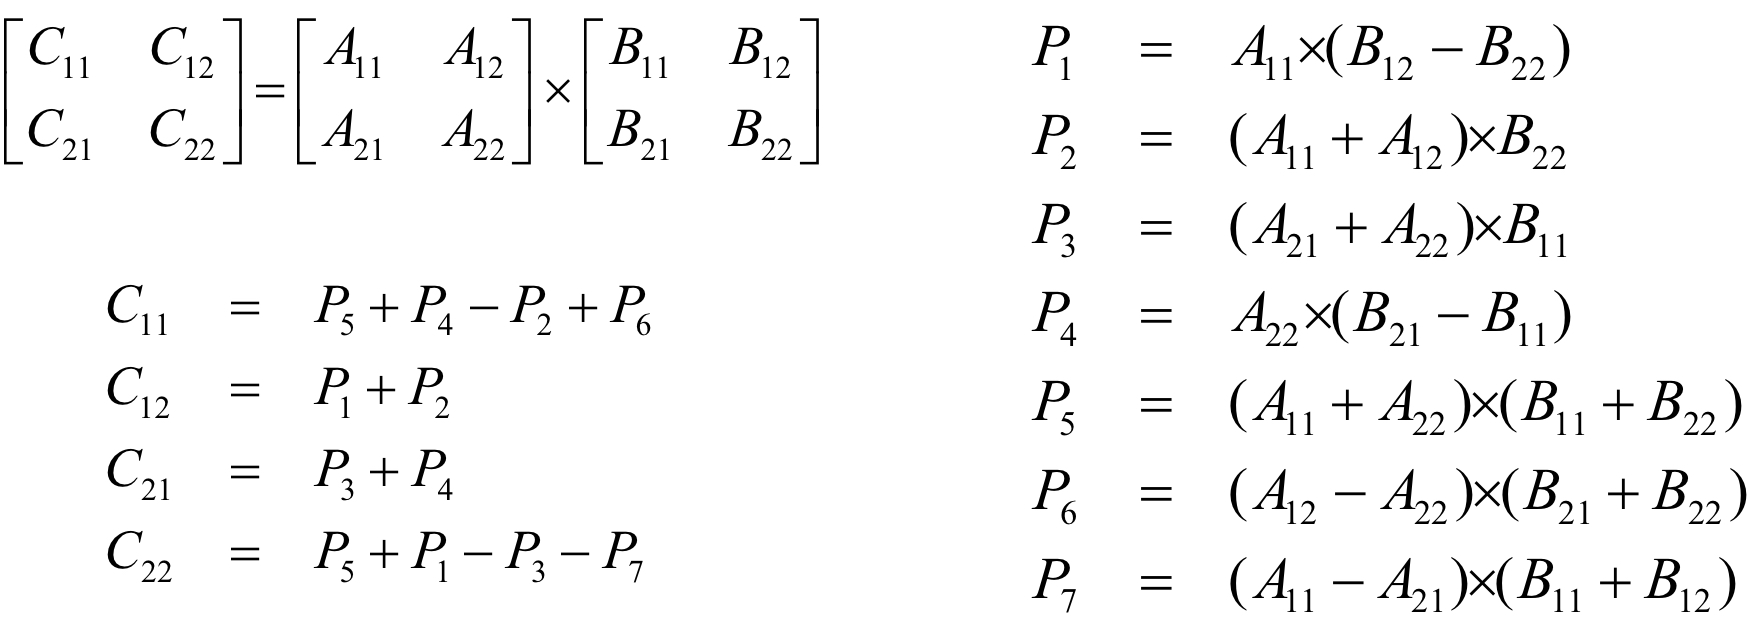 [C₁₁ C₁₂] = [A₁₁ A₁₂] × [B₁₁ B₁₂]
[C₂₁ C₂₂] [A₂₁ A₂₂] [B₂₁ B₂₂]
C₁₁ = P₅ + P₄ − P₂ + P₆
C₁₂ = P₁ + P₂
C₂₁ = P₃ + P₄
C₂₂ = P₅ + P₁ − P₃ − P₇
P₁ = A₁₁×(B₁₂ − B₂₂)
P₂ = (A₁₁ + A₁₂)×B₂₂
P₃ = (A₂₁ + A₂₂)×B₁₁
P₄ = A₂₂×(B₂₁ − B₁₁)
P₅ = (A₁₁ + A₂₂)×(B₁₁ + B₂₂)
P₆ = (A₁₂ − A₂₂)×(B₂₁ + B₂₂)
P₇ = (A₁₁ − A₂₁)×(B₁₁ + B₁₂)